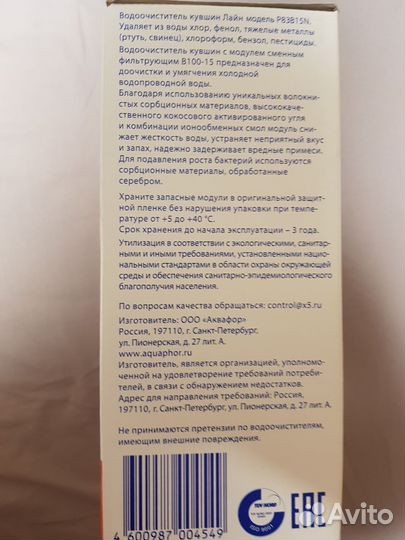 Водоочиститель кувшин Лайн модель Р83В15N.
Удаляет из воды хлор, фенол, тяжелые металлы
(ртуть, свинец), хлороформ, бензол, пестициды.
Водоочиститель кувшин с модулем сменным
фильтрующим В100-15 предназначен для
доочистки и умягчения холодной
водопроводной воды.
Благодаря использованию уникальных волокни-
стых сорбционных материалов, высококаче-
ственного кокосового активированного угля
и комбинации ионообменных смол модуль сни-
жает жесткость воды, устраняет неприятный вкус
и запах, надежно задерживает вредные примеси.
Для подавления роста бактерий используются
сорбционные материалы, обработанные
серебром.
Храните запасные модули в оригинальной защит-
ной пленке без нарушения упаковки при темпе-
ратуре от +5 до +40 °С.
Срок хранения до начала эксплуатации – 3 года.
Утилизация в соответствии с экологическими, санитар-
ными и иными требованиями, установленными нацио-
нальными стандартами в области охраны окружающей
среды и обеспечения санитарно-эпидемиологического
благополучия населения.
По вопросам качества обращаться: control@x5.ru
Изготовитель: ООО «Аквафор»
Россия, 197110, г. Санкт-Петербург,
ул. Пионерская, д. 27 лит. А.
www.aquaphor.ru
Изготовитель, является организацией, уполномо-
ченной на удовлетворение требований потреби-
телей, в связи с обнаружением недостатков.
Адрес для направления требований: Россия,
197110, г. Санкт-Петербург, ул. Пионерская, д. 27 лит. А.
Не принимаются претензии по водоочистителям,
имеющим внешние повреждения.
4 600987 004549
TUV NORD
ISO 9001
EAC
Avito